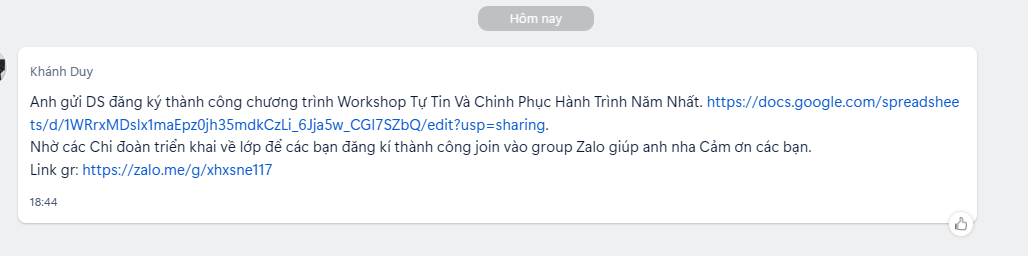 Hôm nay
Khánh Duy
Anh gửi DS đăng ký thành công chương trình Workshop Tự Tin Và Chinh Phục Hành Trình Năm Nhất. https://docs.google.com/spreadshee
ts/d/1WRrxMDslx1maEpz0jh35mdkCzLi_6Jja5w_CGl7SZbQ/edit?usp=sharing.
Nhờ các Chi đoàn triển khai về lớp để các bạn đăng kí thành công join vào group Zalo giúp anh nha Cảm ơn các bạn.
Link gr: https://zalo.me/g/xhxsne117
18:44